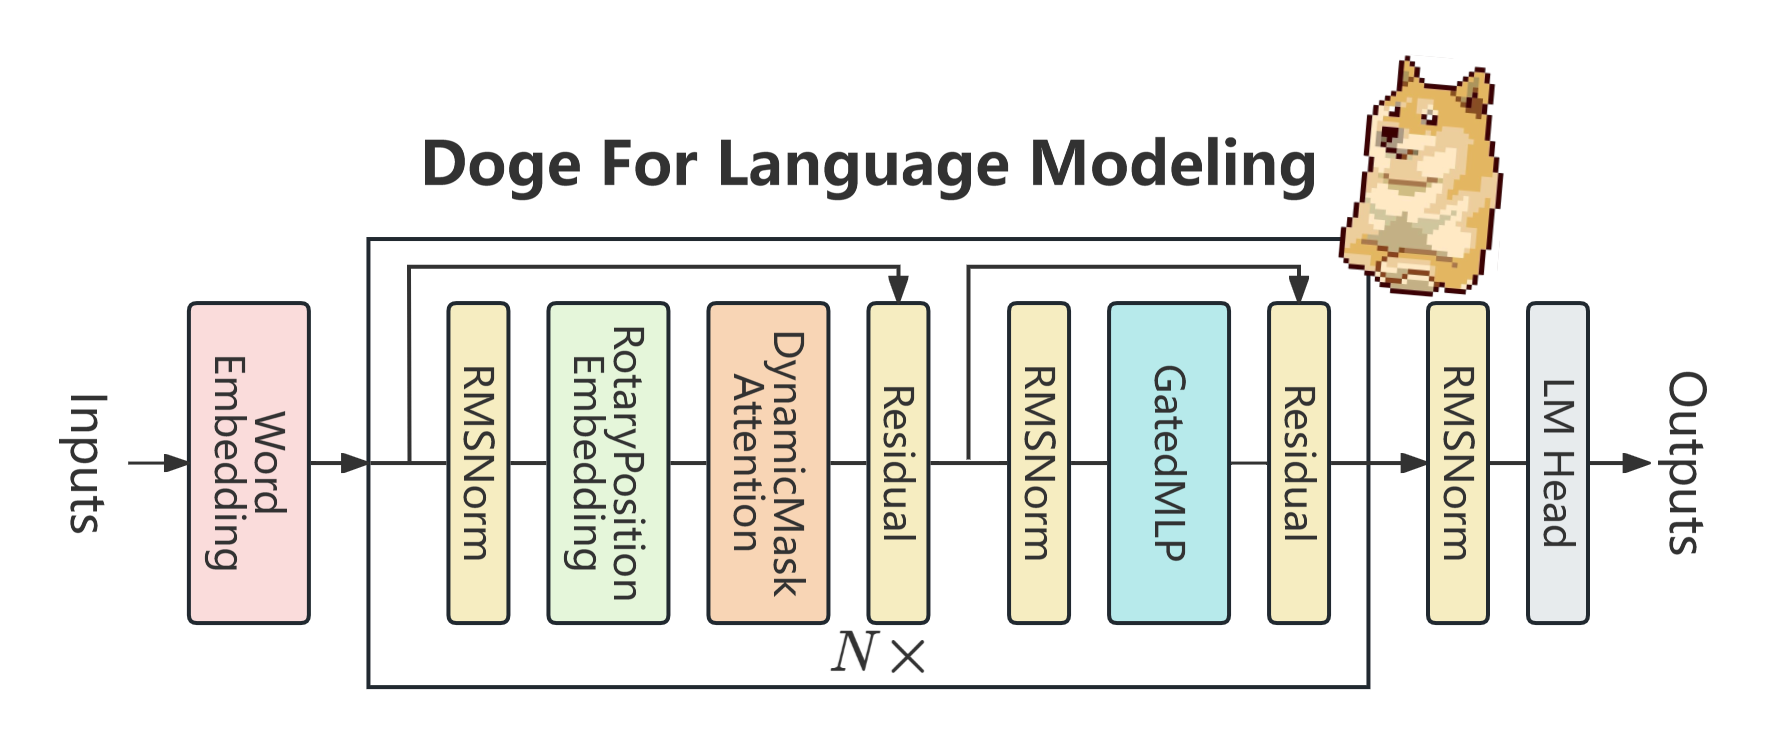 Doge For Language Modeling
Inputs
Word
Embedding
RMSNorm
RotaryPosition
Embedding
DynamicMask
Attention
Residual
RMSNorm
GatedMLP
Residual
N ×
RMSNorm
LM Head
Outputs